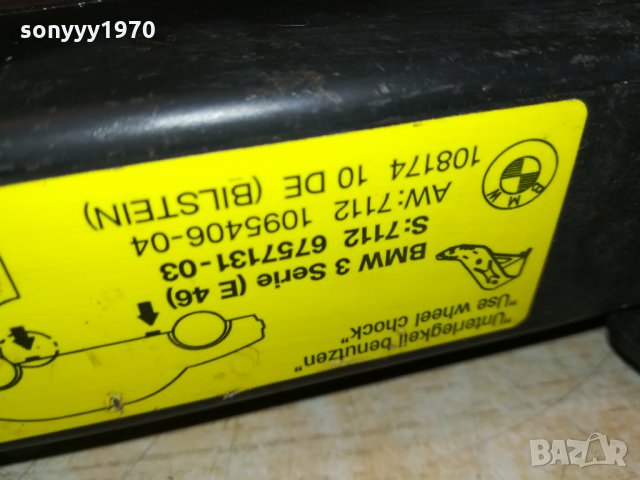 sonyyy1970
"Unterlegkeil benutzen"
"Use wheel chock"
BMW 3 Serie (E 46)
S:7112 6757131-03
AW:7112 1095406-04
108174 10 DE (BILSTEIN)
BMW
BAZAR